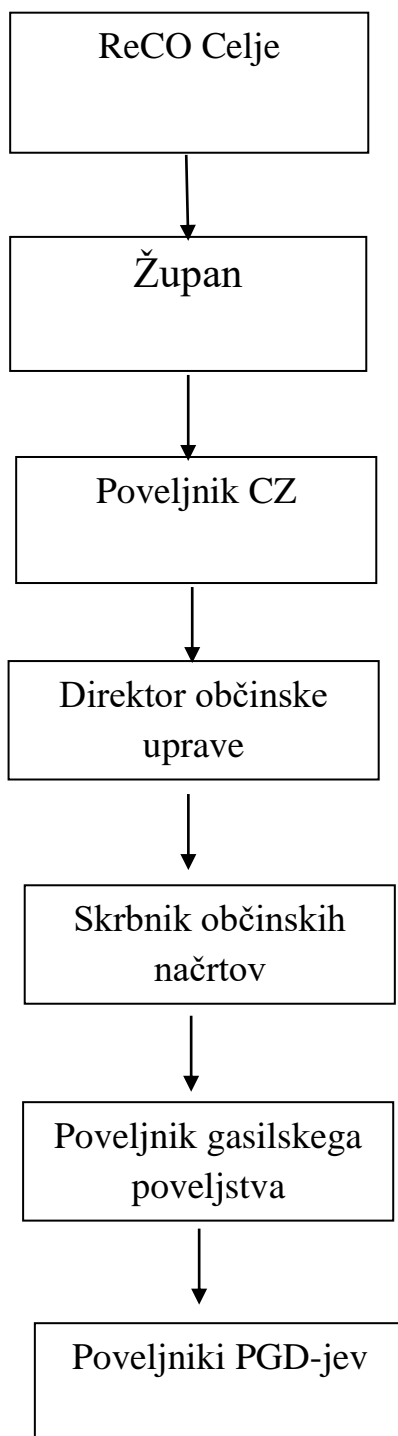 ReCO Celje
Župan
Poveljnik CZ
Direktor občinske
uprave
Skrbnik občinskih
načrtov
Poveljnik gasilskega
poveljstva
Poveljniki PGD-jev